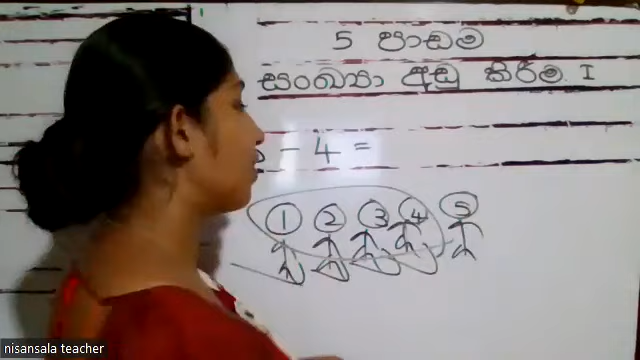 5 පාඩම
සංඛ්‍යා අඩු කිරීම I
- 4 =
1 2 3 4 5
nisansala teacher